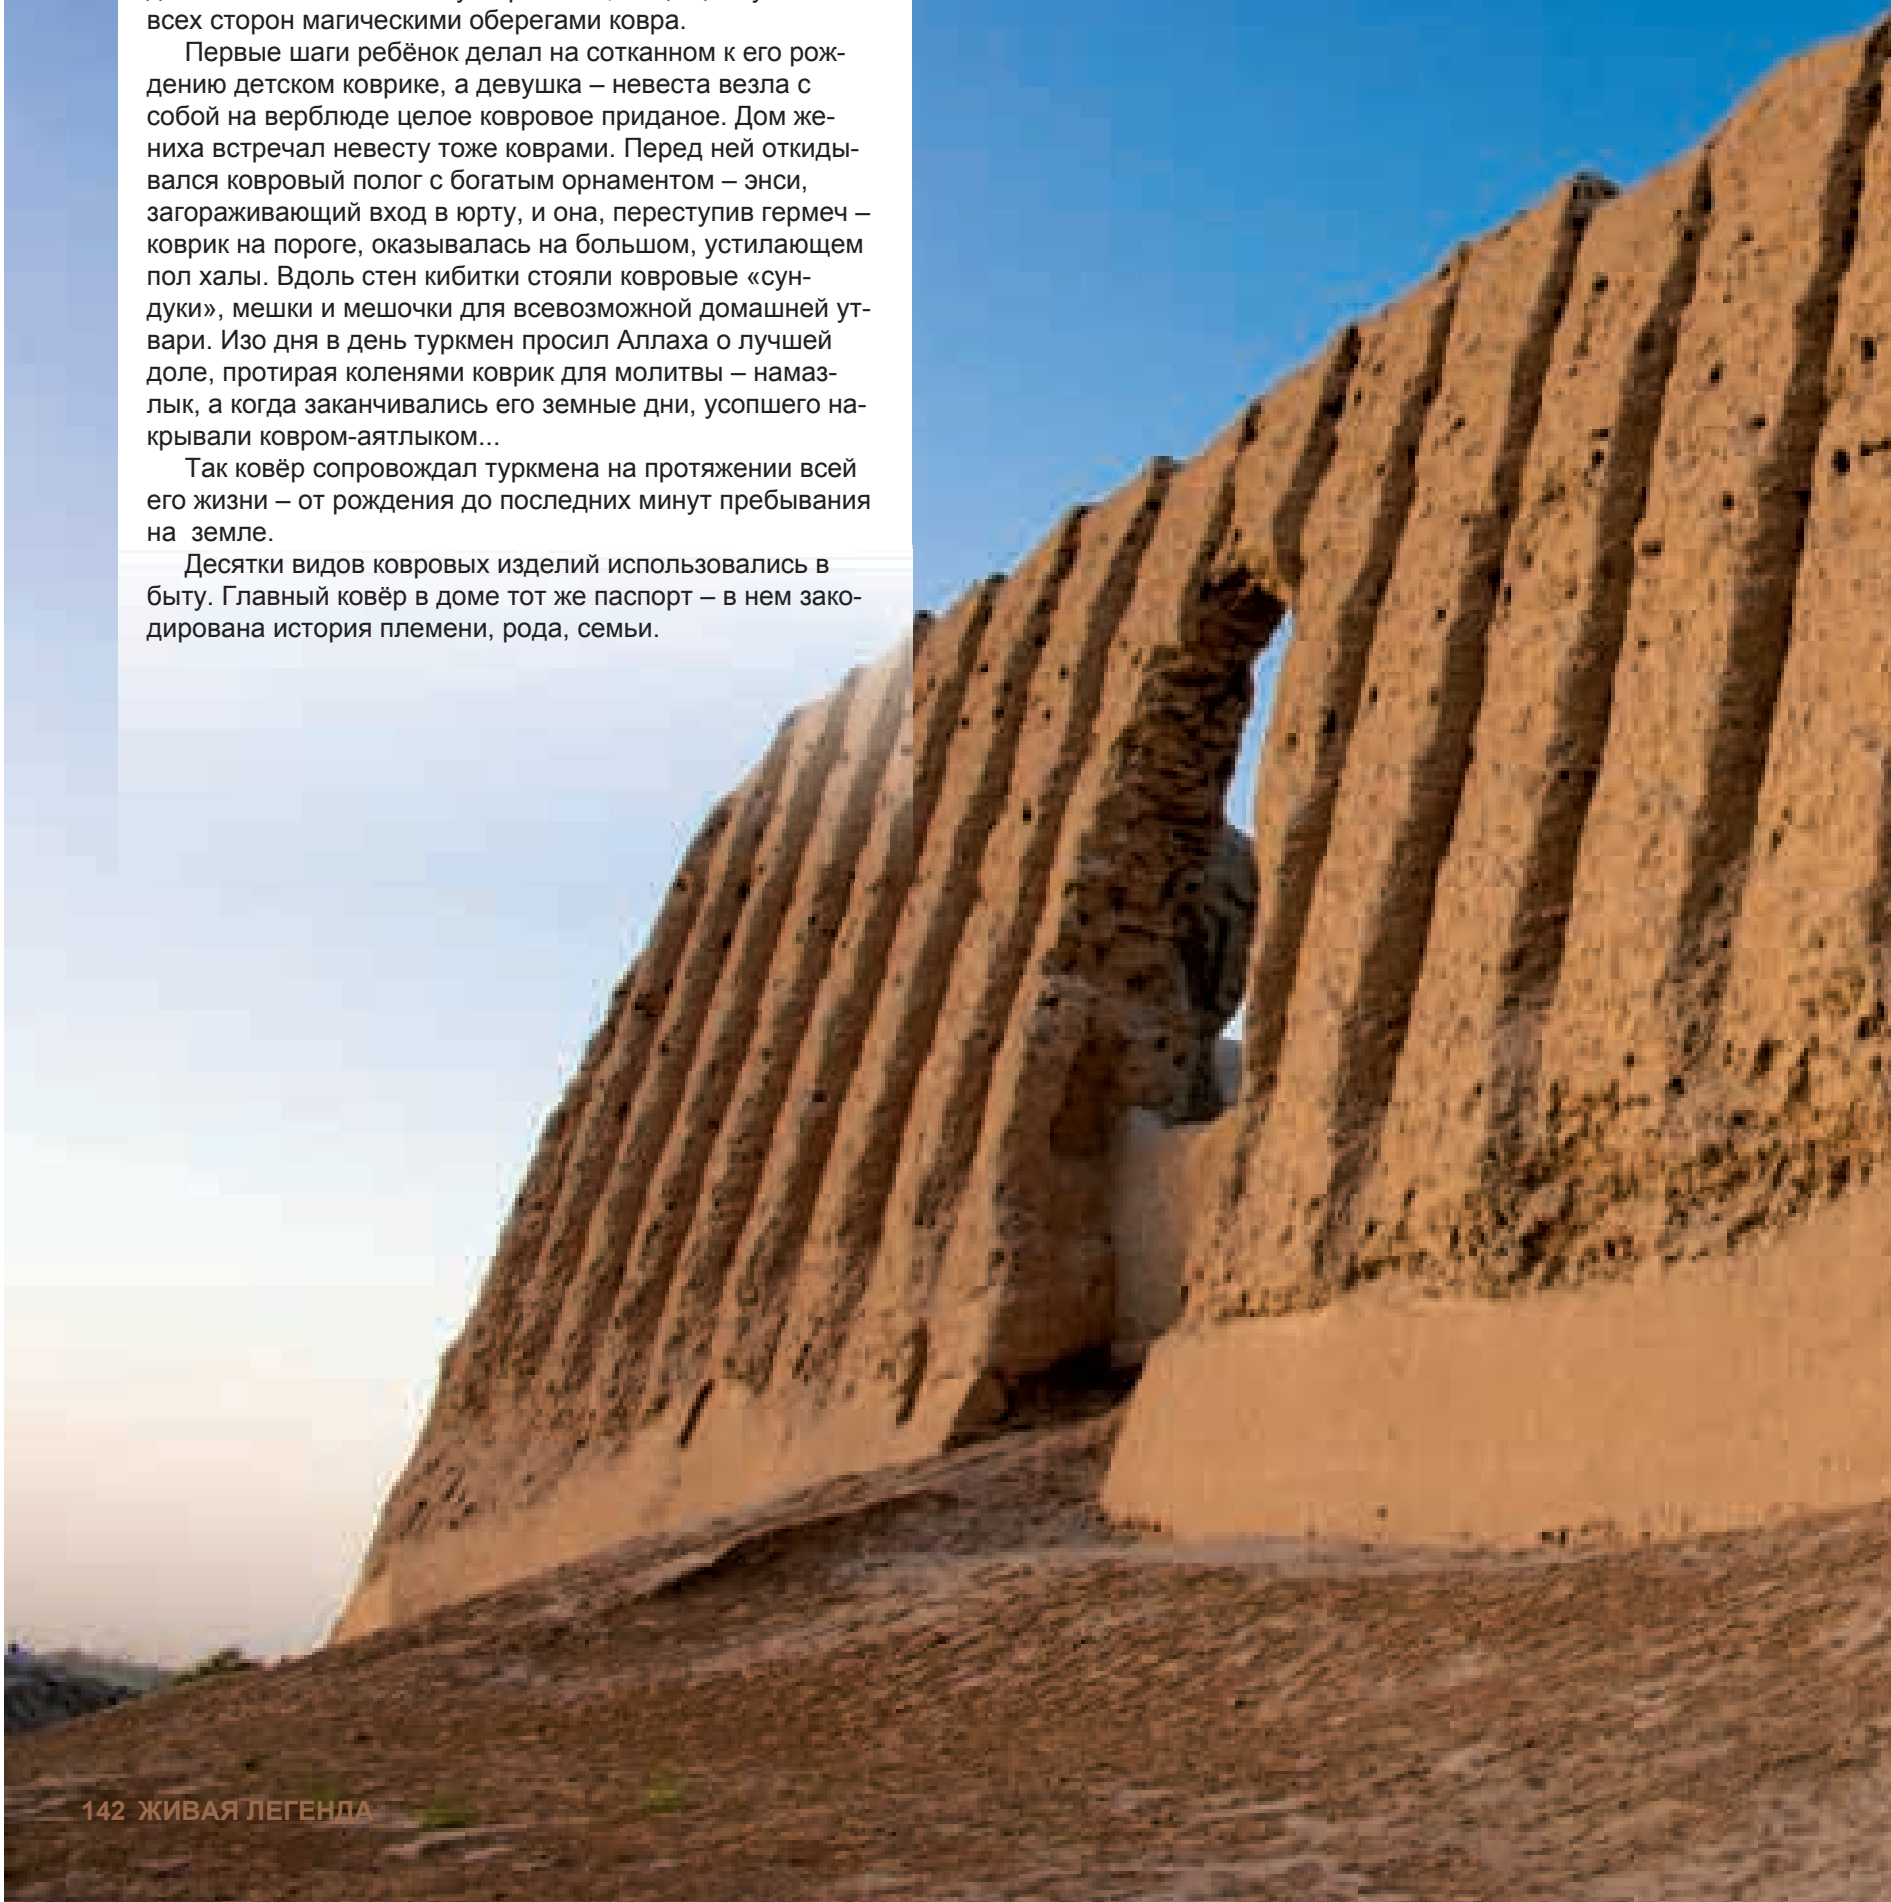 всех сторон магическими оберегами ковра.
Первые шаги ребёнок делал на сотканном к его рож-
дению детском коврике, а девушка – невеста везла с
собой на верблюде целое ковровое приданое. Дом же-
ниха встречал невесту тоже коврами. Перед ней откиды-
вался ковровый полог с богатым орнаментом – энси,
загораживающий вход в юрту, и она, переступив гермеч –
коврик на пороге, оказывалась на большом, устилающем
пол халы. Вдоль стен кибитки стояли ковровые «сун-
дуки», мешки и мешочки для всевозможной домашней ут-
вари. Изо дня в день туркмен просил Аллаха о лучшей
доле, протирая коленями коврик для молитвы – намаз-
лык, а когда заканчивались его земные дни, усопшего на-
крывали ковром-аятлыком...
Так ковёр сопровождал туркмена на протяжении всей
его жизни – от рождения до последних минут пребывания
на  земле.
Десятки видов ковровых изделий использовались в
быту. Главный ковёр в доме тот же паспорт – в нем зако-
дирована история племени, рода, семьи.
142 ЖИВАЯ ЛЕГЕНДА